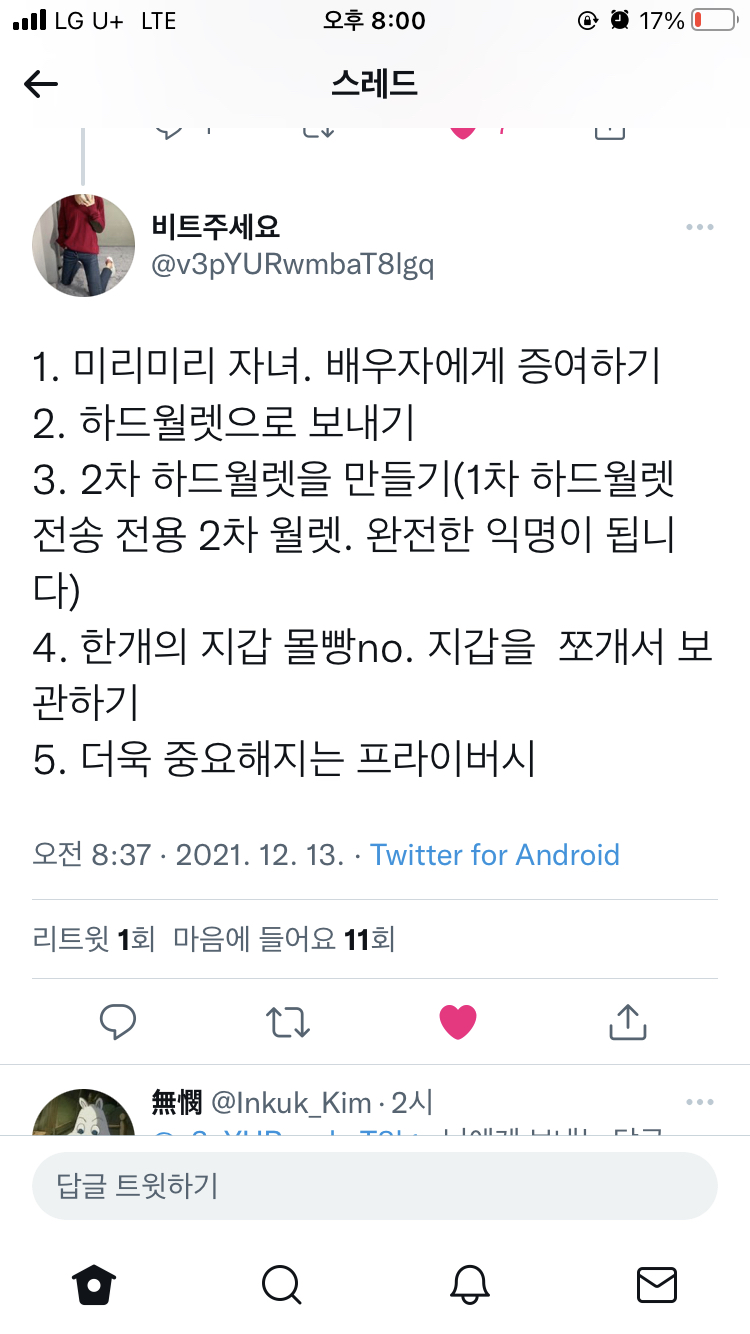 LG U+ LTE 오후 8:00 17%
스레드
비트주세요
@v3pYURwmbaT8lgq
1. 미리미리 자녀. 배우자에게 증여하기
2. 하드월렛으로 보내기
3. 2차 하드월렛을 만들기(1차 하드월렛
전송 전용 2차 월렛. 완전한 익명이 됩니
다)
4. 한개의 지갑 몰빵no. 지갑을 쪼개서 보
관하기
5. 더욱 중요해지는 프라이버시
오전 8:37 · 2021. 12. 13. · Twitter for Android
리트윗 1회 마음에 들어요 11회
無憫 @Inkuk_Kim · 2시
답글 트윗하기